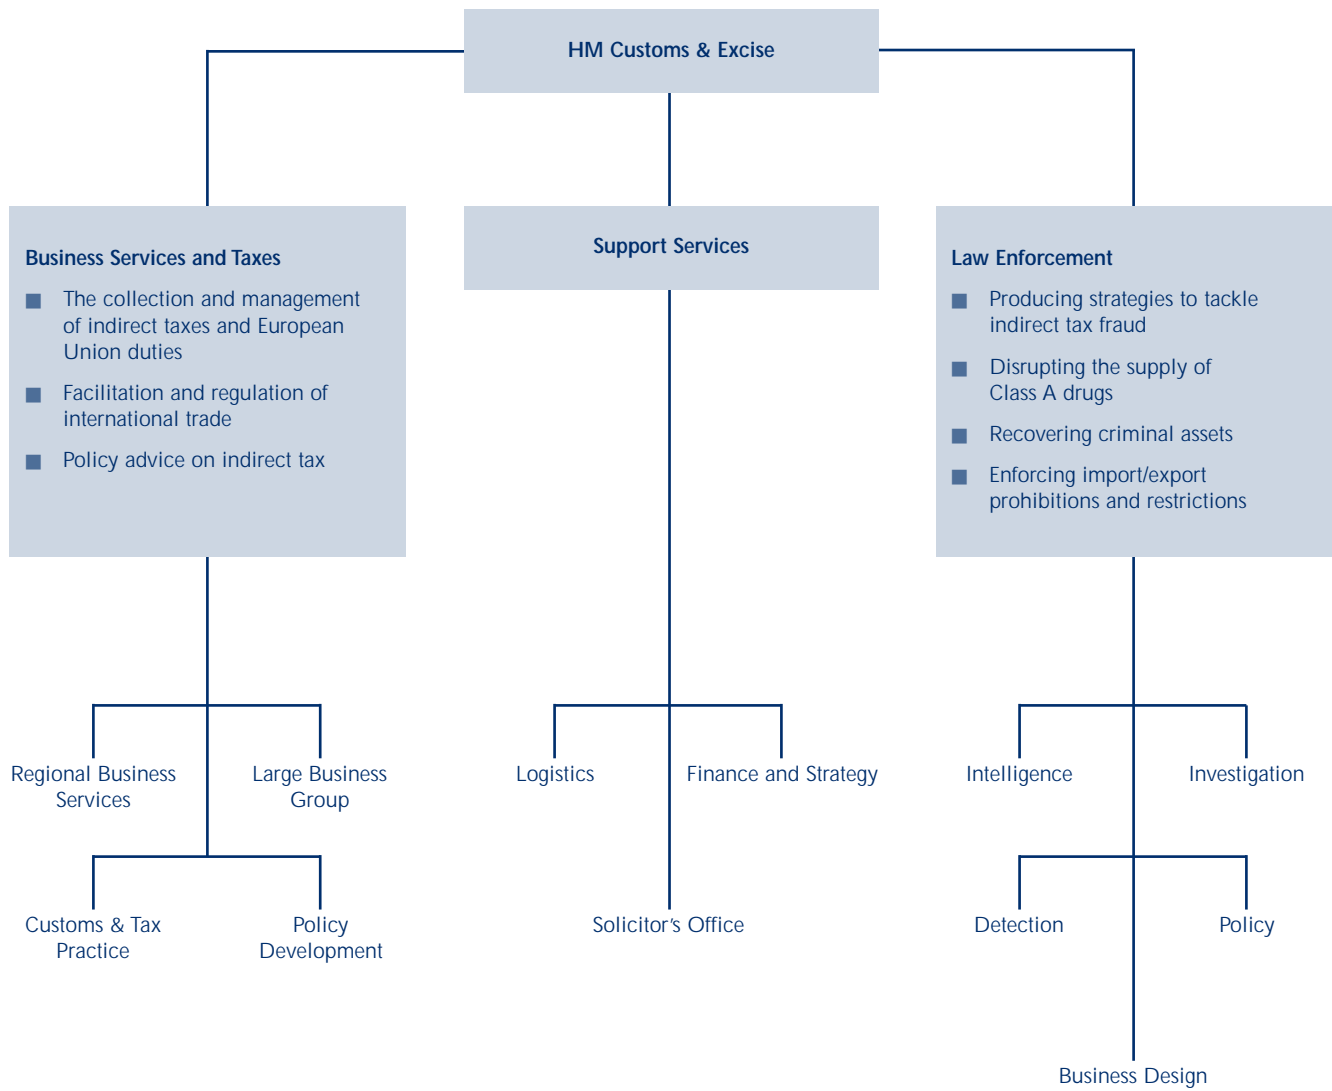 HM Customs & Excise
Business Services and Taxes
The collection and management
of indirect taxes and European
Union duties
Facilitation and regulation of
international trade
Policy advice on indirect tax
Support Services
Law Enforcement
Producing strategies to tackle
indirect tax fraud
Disrupting the supply of
Class A drugs
Recovering criminal assets
Enforcing import/export
prohibitions and restrictions
Regional Business
Services
Large Business
Group
Customs & Tax
Practice
Policy
Development
Logistics
Finance and Strategy
Solicitor's Office
Intelligence
Investigation
Detection
Policy
Business Design